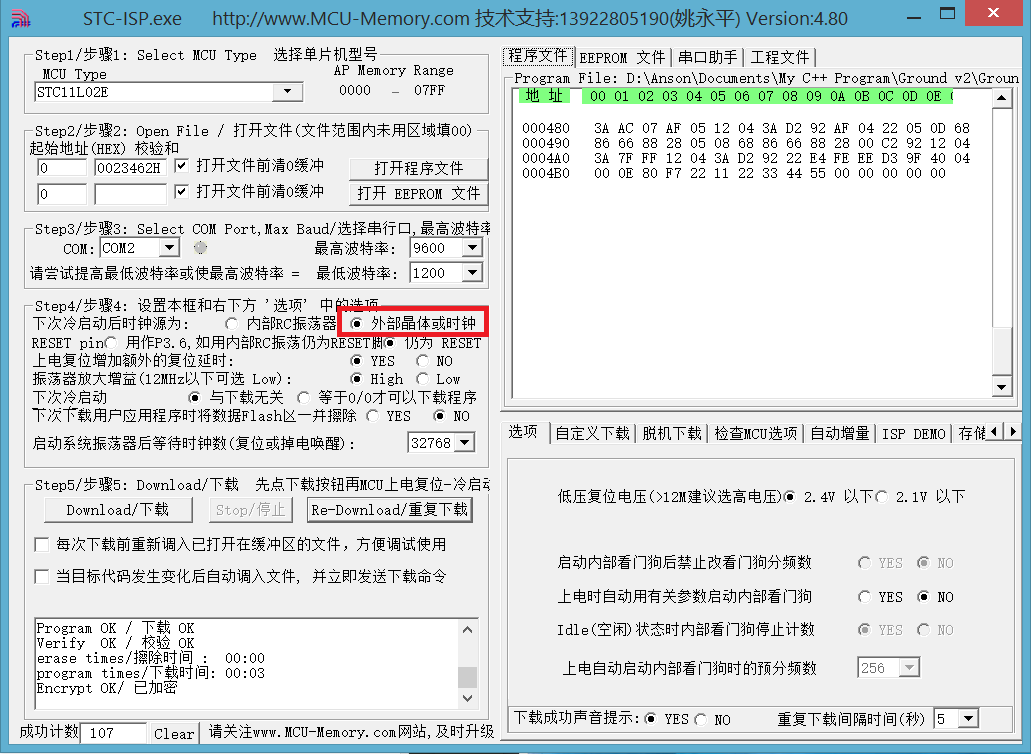 STC-ISP.exe http://www.MCU-Memory.com 技术支持:13922805190(姚永平) Version:4.80
Step1/步骤1: Select MCU Type 选择单片机型号
MCU Type AP Memory Range
STC11L02E 0000 - 07FF
Step2/步骤2: Open File / 打开文件(文件范围内未用区域填00)
起始地址(HEX) 校验和
0 0023462H 打开文件前清0缓冲 打开程序文件
0 打开文件前清0缓冲 打开 EEPROM 文件
Step3/步骤3: Select COM Port,Max Baud/选择串行口,最高波特率
COM: COM2 最高波特率: 9600
请尝试提高最低波特率或使最高波特率 = 最低波特率: 1200
Step4/步骤4: 设置本框和右下方 '选项' 中的选项
下次冷启动后时钟源为: 内部RC振荡器 外部晶体或时钟
RESET pin 用作P3.6,如用内部RC振荡仍为RESET脚 仍为 RESET
上电复位增加额外的复位延时: YES NO
振荡器放大增益(12MHz以下可选 Low): High Low
下次冷启动 与下载无关 等于0/0才可以下载程序
下次下载用户应用程序时将数据Flash区一并擦除 YES NO
启动系统振荡器后等待时钟数(复位或掉电唤醒): 32768
Step5/步骤5: Download/下载 先点下载按钮再MCU上电复位-冷启动
Download/下载 Stop/停止 Re-Download/重复下载
每次下载前重新调入已打开在缓冲区的文件，方便调试使用
当目标代码发生变化后自动调入文件, 并立即发送下载命令
Program OK / 下载 OK
Verify OK / 校验 OK
erase times/擦除时间 : 00:00
program times/下载时间: 00:03
Encrypt OK/ 已加密
成功计数 107 Clear 请关注www.MCU-Memory.com网站,及时升级
程序文件 EEPROM 文件 串口助手 工程文件
Program File: D:\Anson\Documents\My C++ Program\Ground v2\Groun
地 址 00 01 02 03 04 05 06 07 08 09 0A 0B 0C 0D 0E
000480 3A AC 07 AF 05 12 04 3A D2 92 AF 04 22 05 0D 68
000490 86 66 88 28 05 08 68 86 66 88 28 00 C2 92 12 04
0004A0 3A 7F FF 12 04 3A D2 92 22 E4 FE EE D3 9F 40 04
0004B0 00 0E 80 F7 22 11 22 33 44 55 00 00 00 00 00
选项 自定义下载 脱机下载 检查MCU选项 自动增量 ISP DEMO 存储
低压复位电压(>12M建议选高电压) 2.4V 以下 2.1V 以下
启动内部看门狗后禁止改看门狗分频数 YES NO
上电时自动用有关参数启动内部看门狗 YES NO
Idle(空闲)状态时内部看门狗停止计数 YES NO
上电自动启动内部看门狗时的预分频数 256
下载成功声音提示: YES NO 重复下载间隔时间(秒) 5